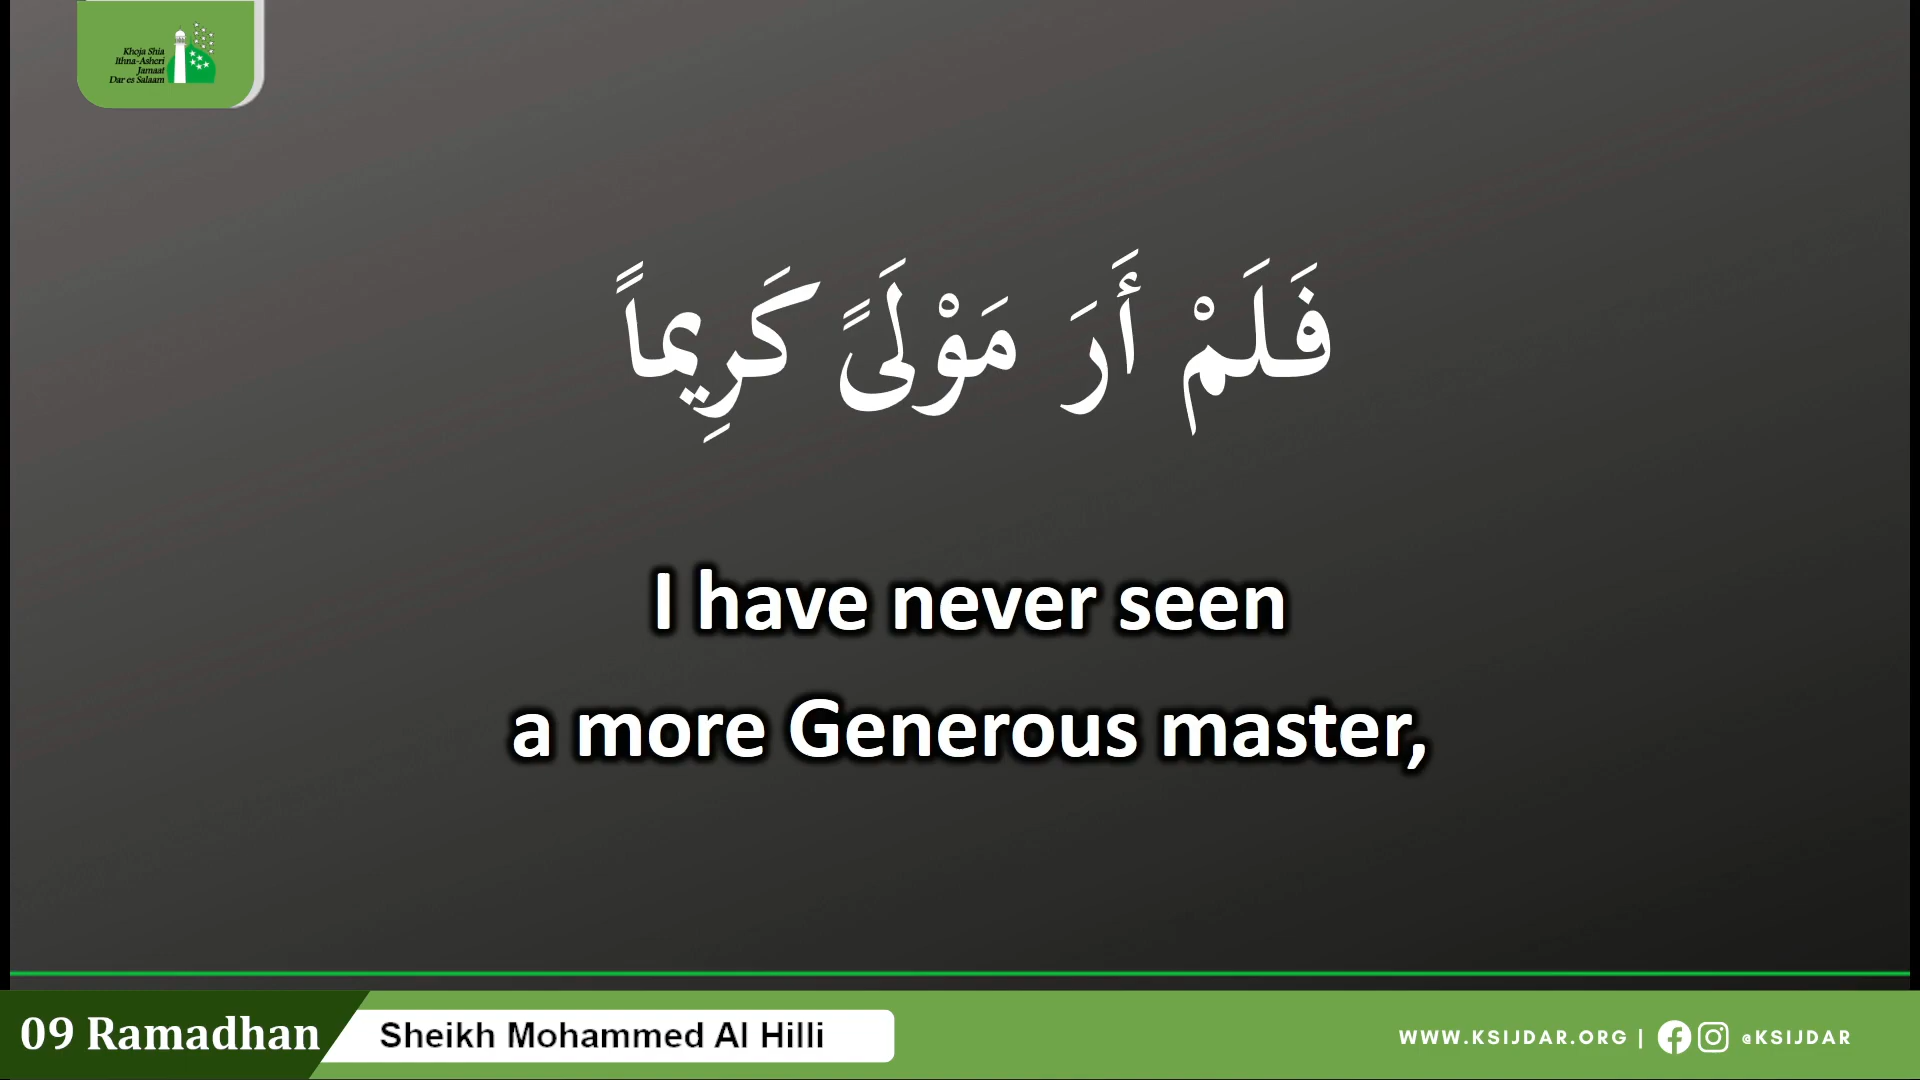 Khoja Shia
Ithna-Asheri
Jamaat
Dar es Salaam
فَلَمْ أَرَ مَوْلَىً كَرِيماً
I have never seen
a more Generous master,
09 Ramadhan
Sheikh Mohammed Al Hilli
WWW.KSIJDAR.ORG | @KSIJDAR